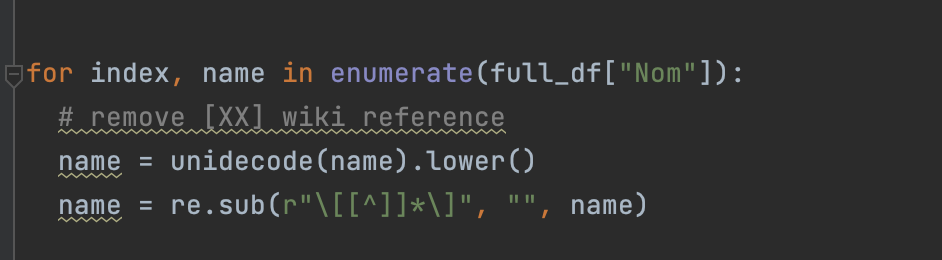 for index, name in enumerate(full_df["Nom"]):
  # remove [XX] wiki reference
  name = unidecode(name).lower()
  name = re.sub(r"\[[^]]*\]", "", name)